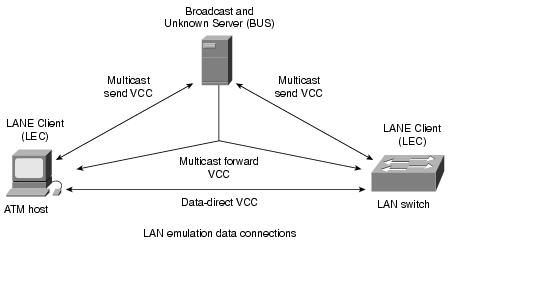 Broadcast and
Unknown Server (BUS)
Multicast
send VCC
Multicast
send VCC
LANE Client
(LEC)
LANE Client
(LEC)
Multicast forward
VCC
Data-direct VCC
ATM host
LAN switch
LAN emulation data connections